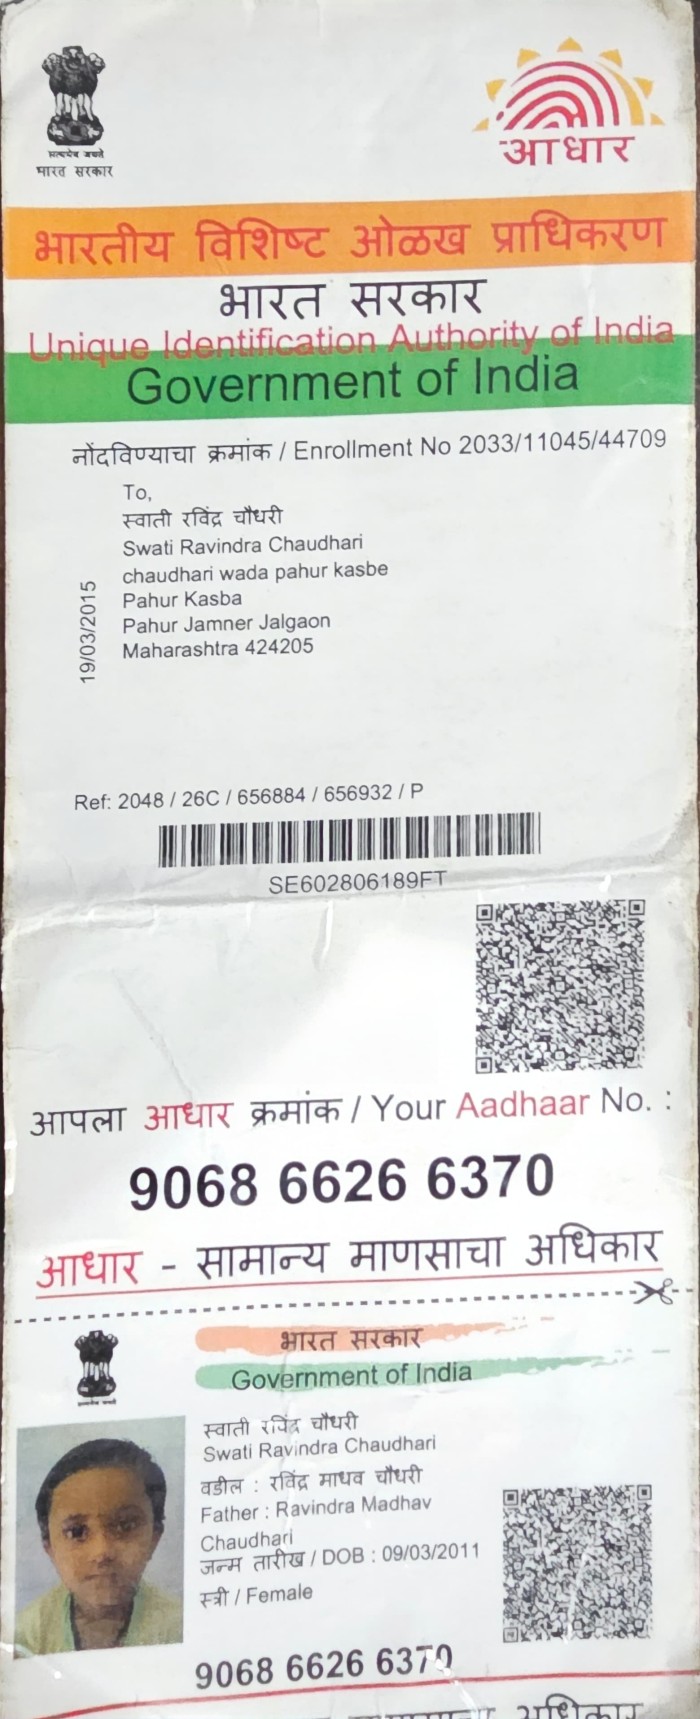 सत्यमेव जयते
भारत सरकार
आधार
भारतीय विशिष्ट ओळख प्राधिकरण
भारत सरकार
Unique Identification Authority of India
Government of India
नोंदविण्याचा क्रमांक / Enrollment No 2033/11045/44709
To,
स्वाती रविंद्र चौधरी
Swati Ravindra Chaudhari
chaudhari wada pahur kasbe
Pahur Kasba
Pahur Jamner Jalgaon
Maharashtra 424205
19/03/2015
Ref: 2048 / 26C / 656884 / 656932 / P
SE602806189FT
आपला आधार क्रमांक / Your Aadhaar No. :
9068 6626 6370
आधार - सामान्य माणसाचा अधिकार
भारत सरकार
Government of India
स्वाती रविंद्र चौधरी
Swati Ravindra Chaudhari
वडील : रविंद्र माधव चौधरी
Father : Ravindra Madhav
Chaudhari
जन्म तारीख / DOB : 09/03/2011
स्त्री / Female
9068 6626 6370
अधिकार